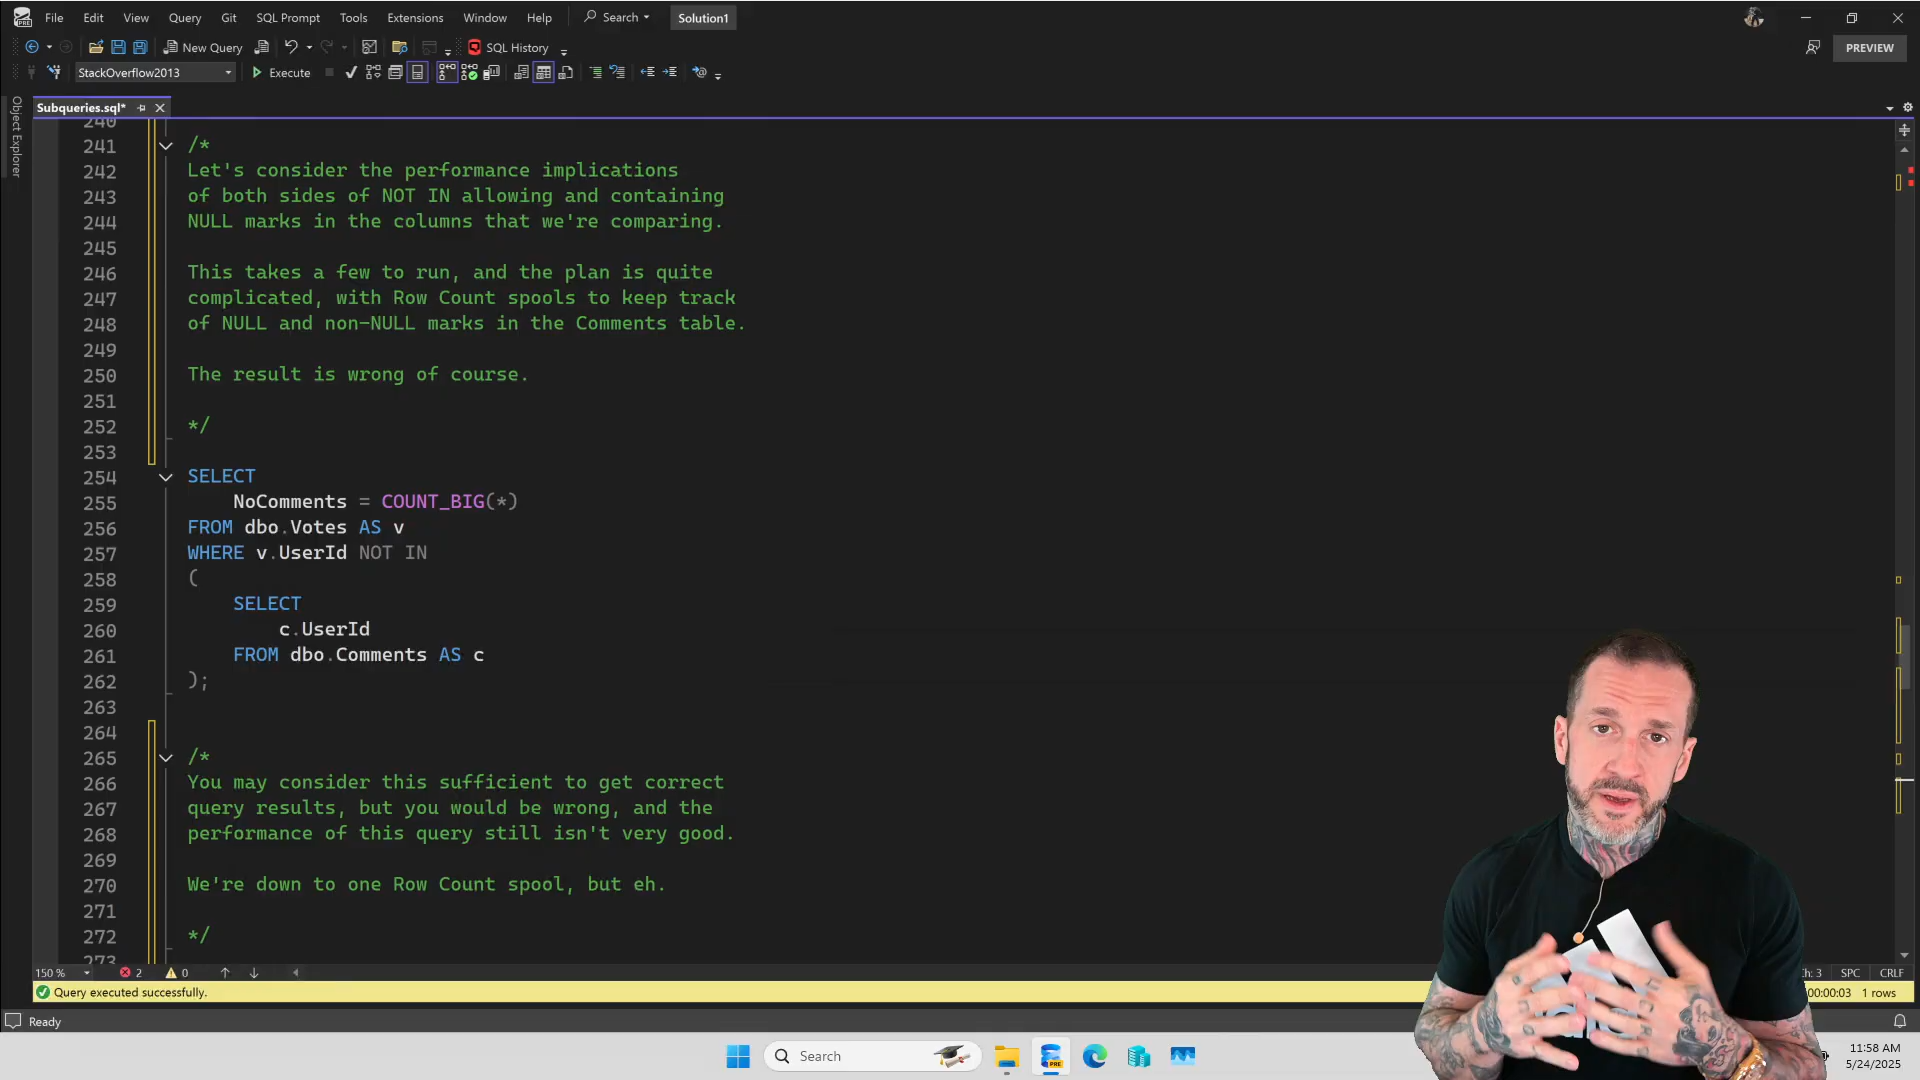 File Edit View Query Git SQL Prompt Tools Extensions Window Help Search Solution1
New Query SQL History PREVIEW
StackOverflow2013 Execute
Subqueries.sql*
Object Explorer
240
241 /*
242 Let's consider the performance implications
243 of both sides of NOT IN allowing and containing
244 NULL marks in the columns that we're comparing.
245
246 This takes a few to run, and the plan is quite
247 complicated, with Row Count spools to keep track
248 of NULL and non-NULL marks in the Comments table.
249
250 The result is wrong of course.
251
252 */
253
254 SELECT
255 NoComments = COUNT_BIG(*)
256 FROM dbo.Votes AS v
257 WHERE v.UserId NOT IN
258 (
259 SELECT
260 c.UserId
261 FROM dbo.Comments AS c
262 );
263
264
265 /*
266 You may consider this sufficient to get correct
267 query results, but you would be wrong, and the
268 performance of this query still isn't very good.
269
270 We're down to one Row Count spool, but eh.
271
272 */
273
150 % 2 0 Ch: 3 SPC CRLF
Query executed successfully. 00:00:03 1 rows
Ready
Search
PRE
11:58 AM
5/24/2025